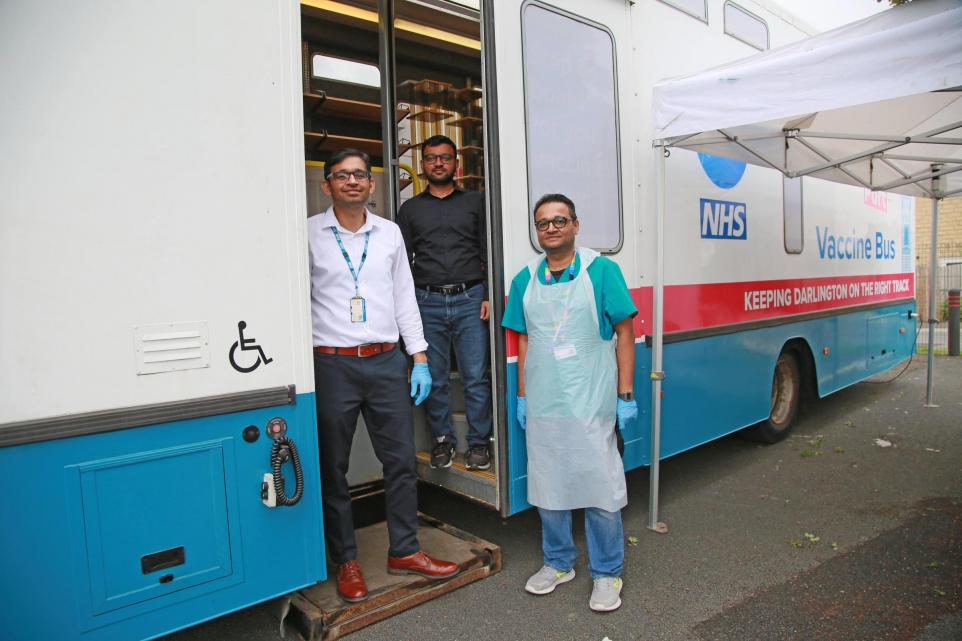 NHS
Vaccine Bus
KEEPING DARLINGTON ON THE RIGHT TRACK